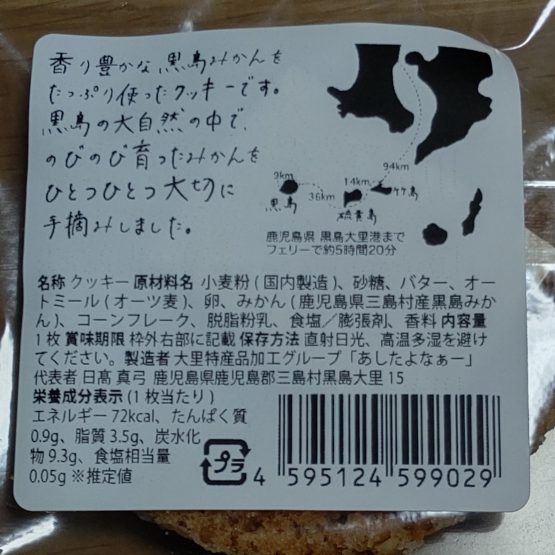 香り豊かな黒島みかんを
たっぷり使ったクッキーです。
黒島の大自然の中で、
のびのび育ったみかんを
ひとつひとつ大切に
手摘みしました。
94km
9km
14km
竹島
36km
黒島
硫黄島
鹿児島県 黒島大里港まで
フェリーで約5時間20分
名称 クッキー 原材料名 小麦粉 (国内製造)、砂糖、バター、オー
トミール (オーツ麦)、卵、みかん (鹿児島県三島村産黒島みか
ん)、コーンフレーク、脱脂粉乳、食塩／膨張剤、香料 内容量
1枚 賞味期限 枠外右部に記載 保存方法 直射日光、高温多湿を避け
てください。製造者 大里特産品加工グループ「あしたよなぁー」
代表者 日髙 真弓 鹿児島県鹿児島郡三島村黒島大里 15
栄養成分表示 (1枚当たり)
エネルギー 72kcal、たんぱく質
0.9g、脂質 3.5g、炭水化
物 9.3g、食塩相当量
0.05g ※推定値
プラ
4 595124 599029